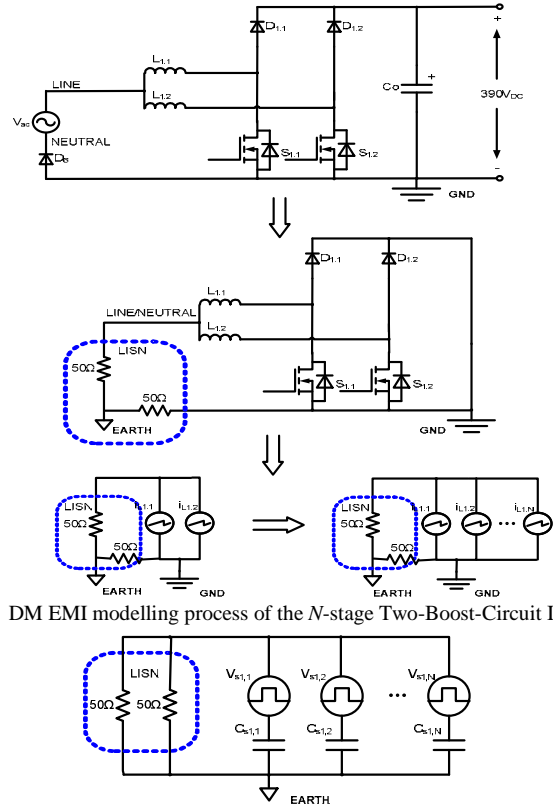 D1.1
D1.2
L1.1
LINE
L1.2
Co
+
+
390VDC
Vac
NEUTRAL
DB
S1.1
S1.2
-
GND
D1.1
D1.2
L1.1
LINE/NEUTRAL
L1.2
LISN
50Ω
50Ω
S1.1
S1.2
EARTH
GND
LISN
50Ω
iL1.1
iL1.2
50Ω
EARTH
GND
LISN
50Ω
iL1.1
iL1.2
...
iL1.N
50Ω
EARTH
GND
DM EMI modelling process of the N-stage Two-Boost-Circuit I
LISN
50Ω
50Ω
Vs1,1
Vs1,2
...
Vs1,N
Cs1,1
Cs1,2
Cs1,N
EARTH